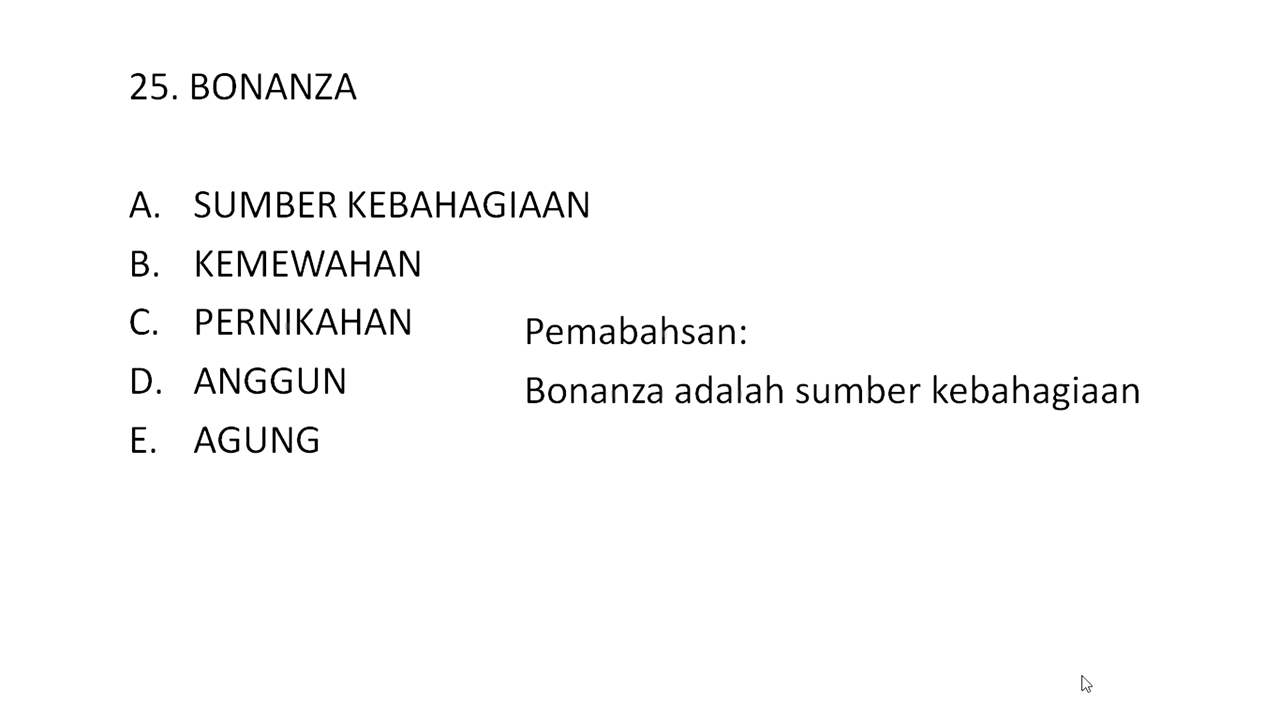 25. BONANZA
A. SUMBER KEBAHAGIAAN
B. KEMEWAHAN
C. PERNIKAHAN
D. ANGGUN
E. AGUNG
Pemabahsan:
Bonanza adalah sumber kebahagiaan